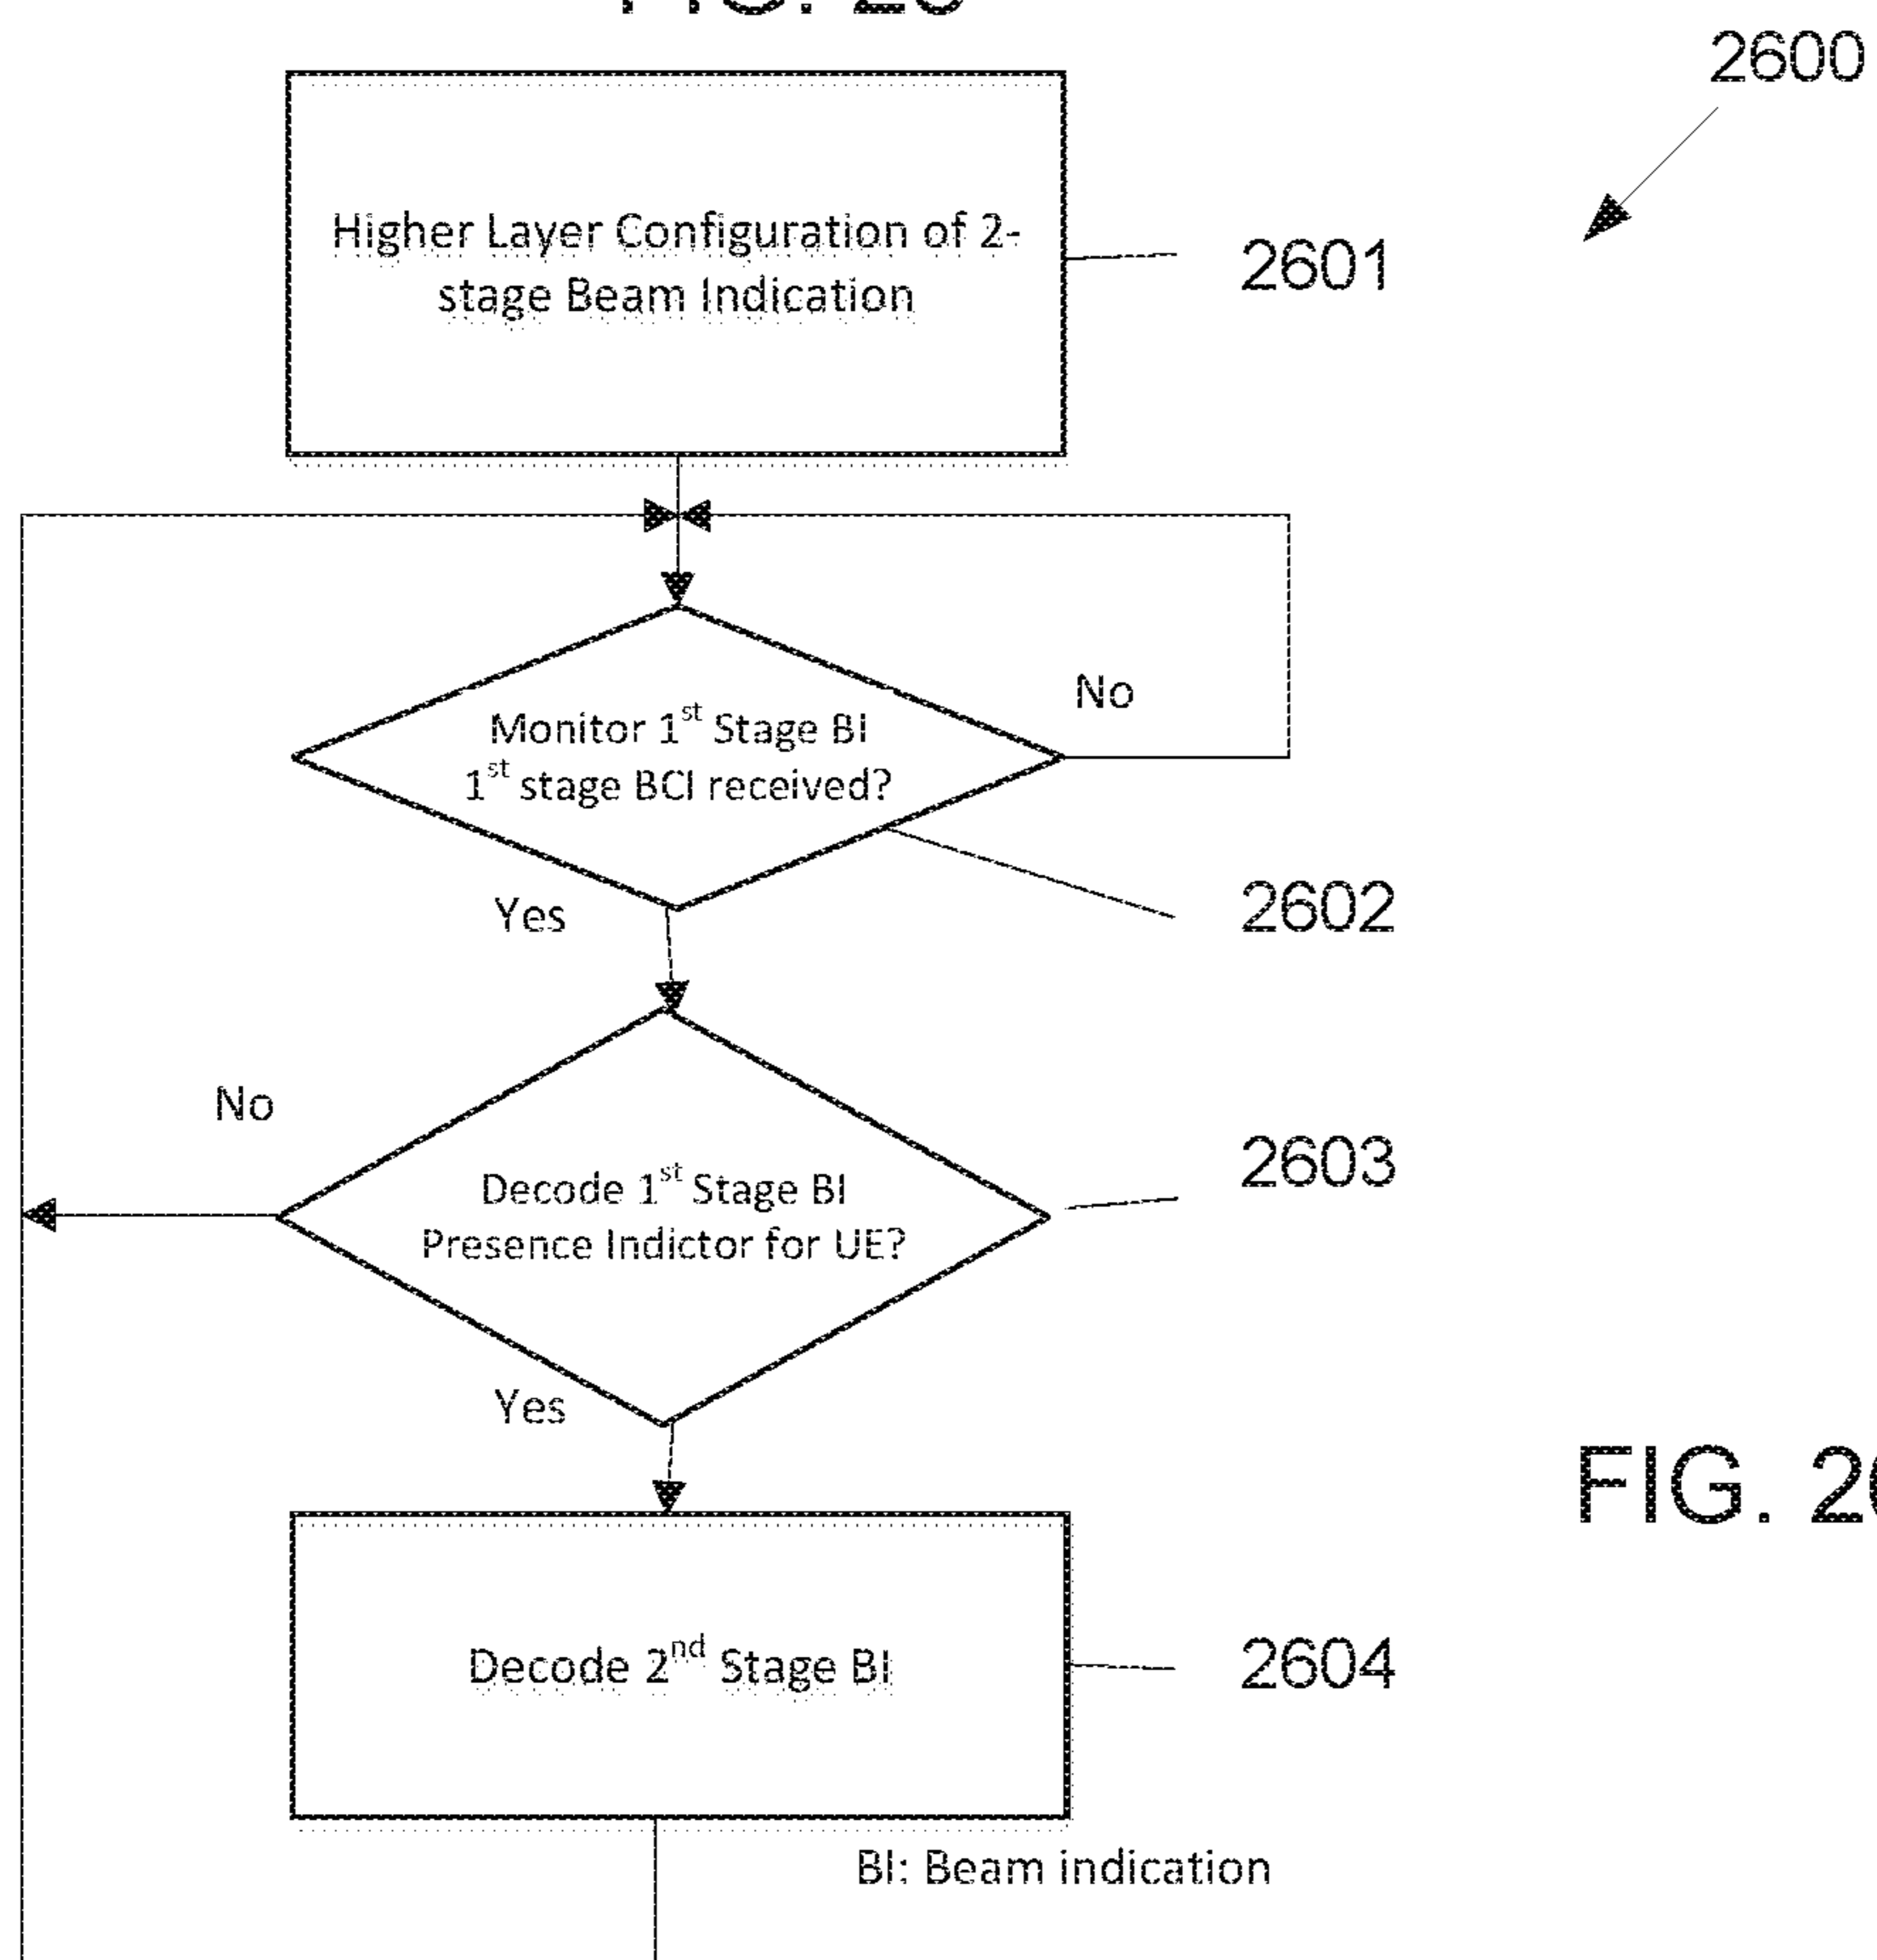 2600
Higher Layer Configuration of 2-
stage Beam Indication
2601
No
Monitor 1st Stage BI
1st stage BCI received?
2602
Yes
2603
No
Decode 1st Stage BI
Presence Indictor for UE?
Yes
FIG.
Decode 2nd Stage BI
2604
BI: Beam indication